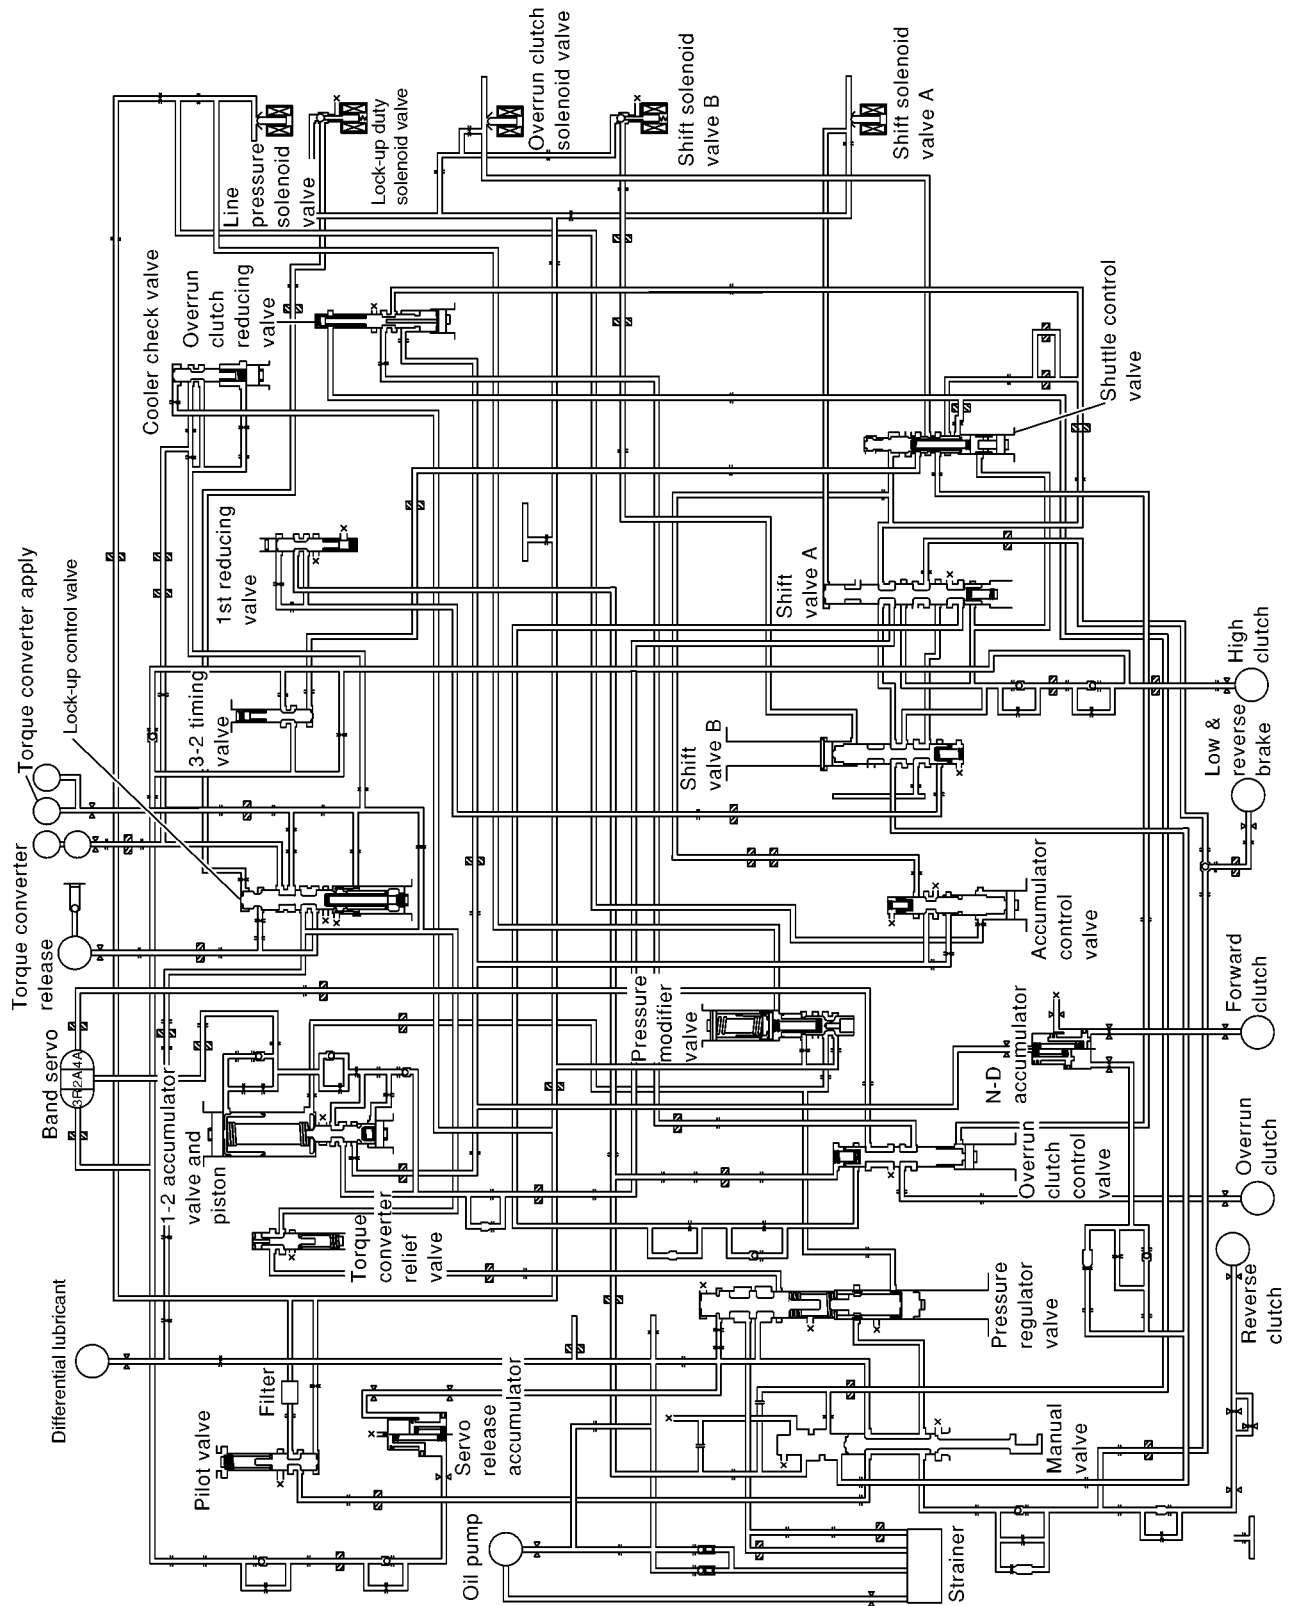 Torque converter
release
Torque converter apply
Lock-up control valve
Cooler check valve
Overrun
clutch
reducing
valve
Line
pressure
solenoid
valve
Lock-up duty
solenoid valve
Overrun clutch
solenoid valve
Shift solenoid
valve B
Shift solenoid
valve A
Band servo
3R2A4A
3-2 timing
valve
1st reducing
valve
Shuttle control
valve
Shift
valve A
Shift
valve B
High
clutch
Low &
reverse
brake
1-2 accumulator
valve and
piston
Pressure
modifier
valve
Accumulator
control
valve
N-D
accumulator
Forward
clutch
Torque
converter
relief
valve
Overrun
clutch
control
valve
Overrun
clutch
Differential lubricant
Pressure
regulator
valve
Reverse
clutch
Pilot valve
Filter
Servo
release
accumulator
Manual
valve
Oil pump
Strainer